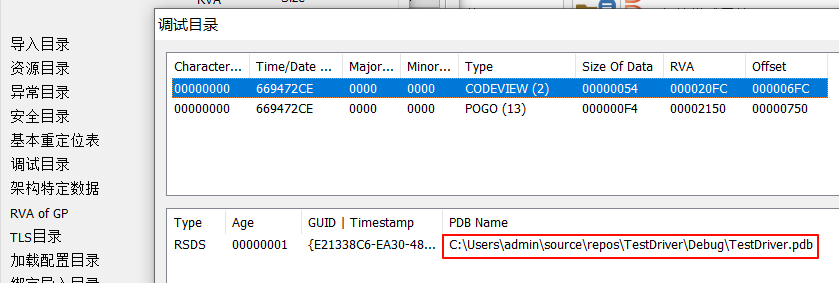 RVA
Size
调试目录
导入目录
资源目录
异常目录
安全目录
基本重定位表
调试目录
架构特定数据
RVA of GP
TLS目录
加载配置目录
Character... Time/Date ... Major... Minor... Type Size Of Data RVA Offset
00000000 669472CE 0000 0000 CODEVIEW (2) 00000054 000020FC 000006FC
00000000 669472CE 0000 0000 POGO (13) 000000F4 00002150 00000750
Type Age GUID | Timestamp PDB Name
RSDS 00000001 {E21338C6-EA30-48... C:\Users\admin\source\repos\TestDriver\Debug\TestDriver.pdb